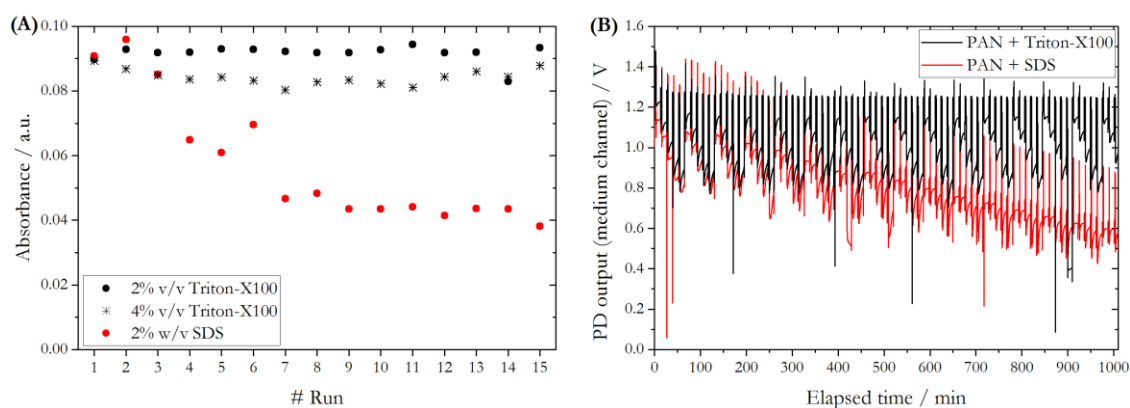 (A)
0.10
0.08
0.06
0.04
0.02
0.00
Absorbance / a.u.
2% v/v Triton-X100
4% v/v Triton-X100
2% w/v SDS
1 2 3 4 5 6 7 8 9 10 11 12 13 14 15
# Run
(B)
1.6
1.4
1.2
1.0
0.8
0.6
0.4
0.2
0.0
PD output (medium channel) / V
PAN + Triton-X100
PAN + SDS
0 100 200 300 400 500 600 700 800 900 1000
Elapsed time / min